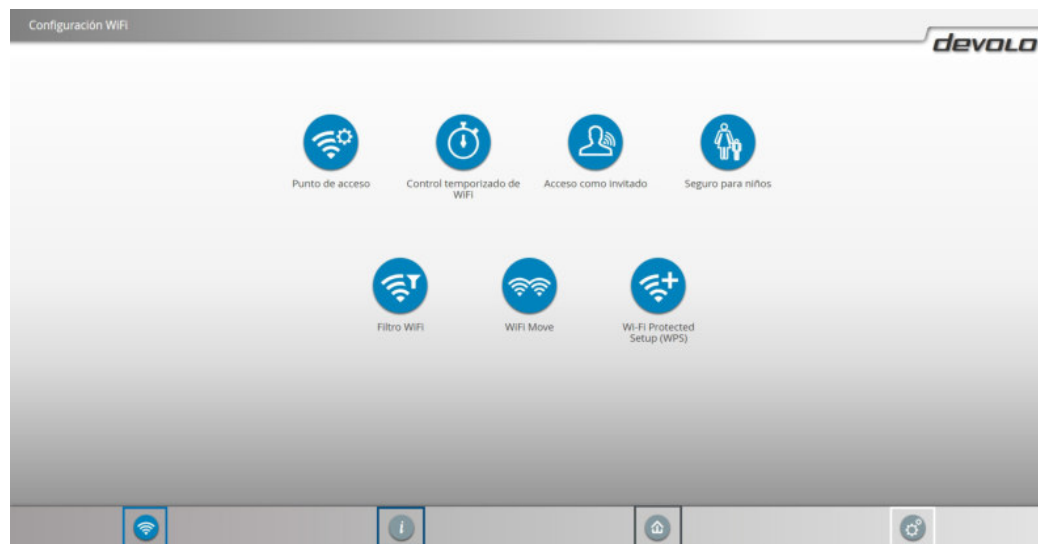 Configuración WiFi
devolo
Punto de acceso
Control temporizado de
WiFi
Acceso como invitado
Seguro para niños
Filtro WiFi
WiFi Move
Wi-Fi Protected
Setup (WPS)
i